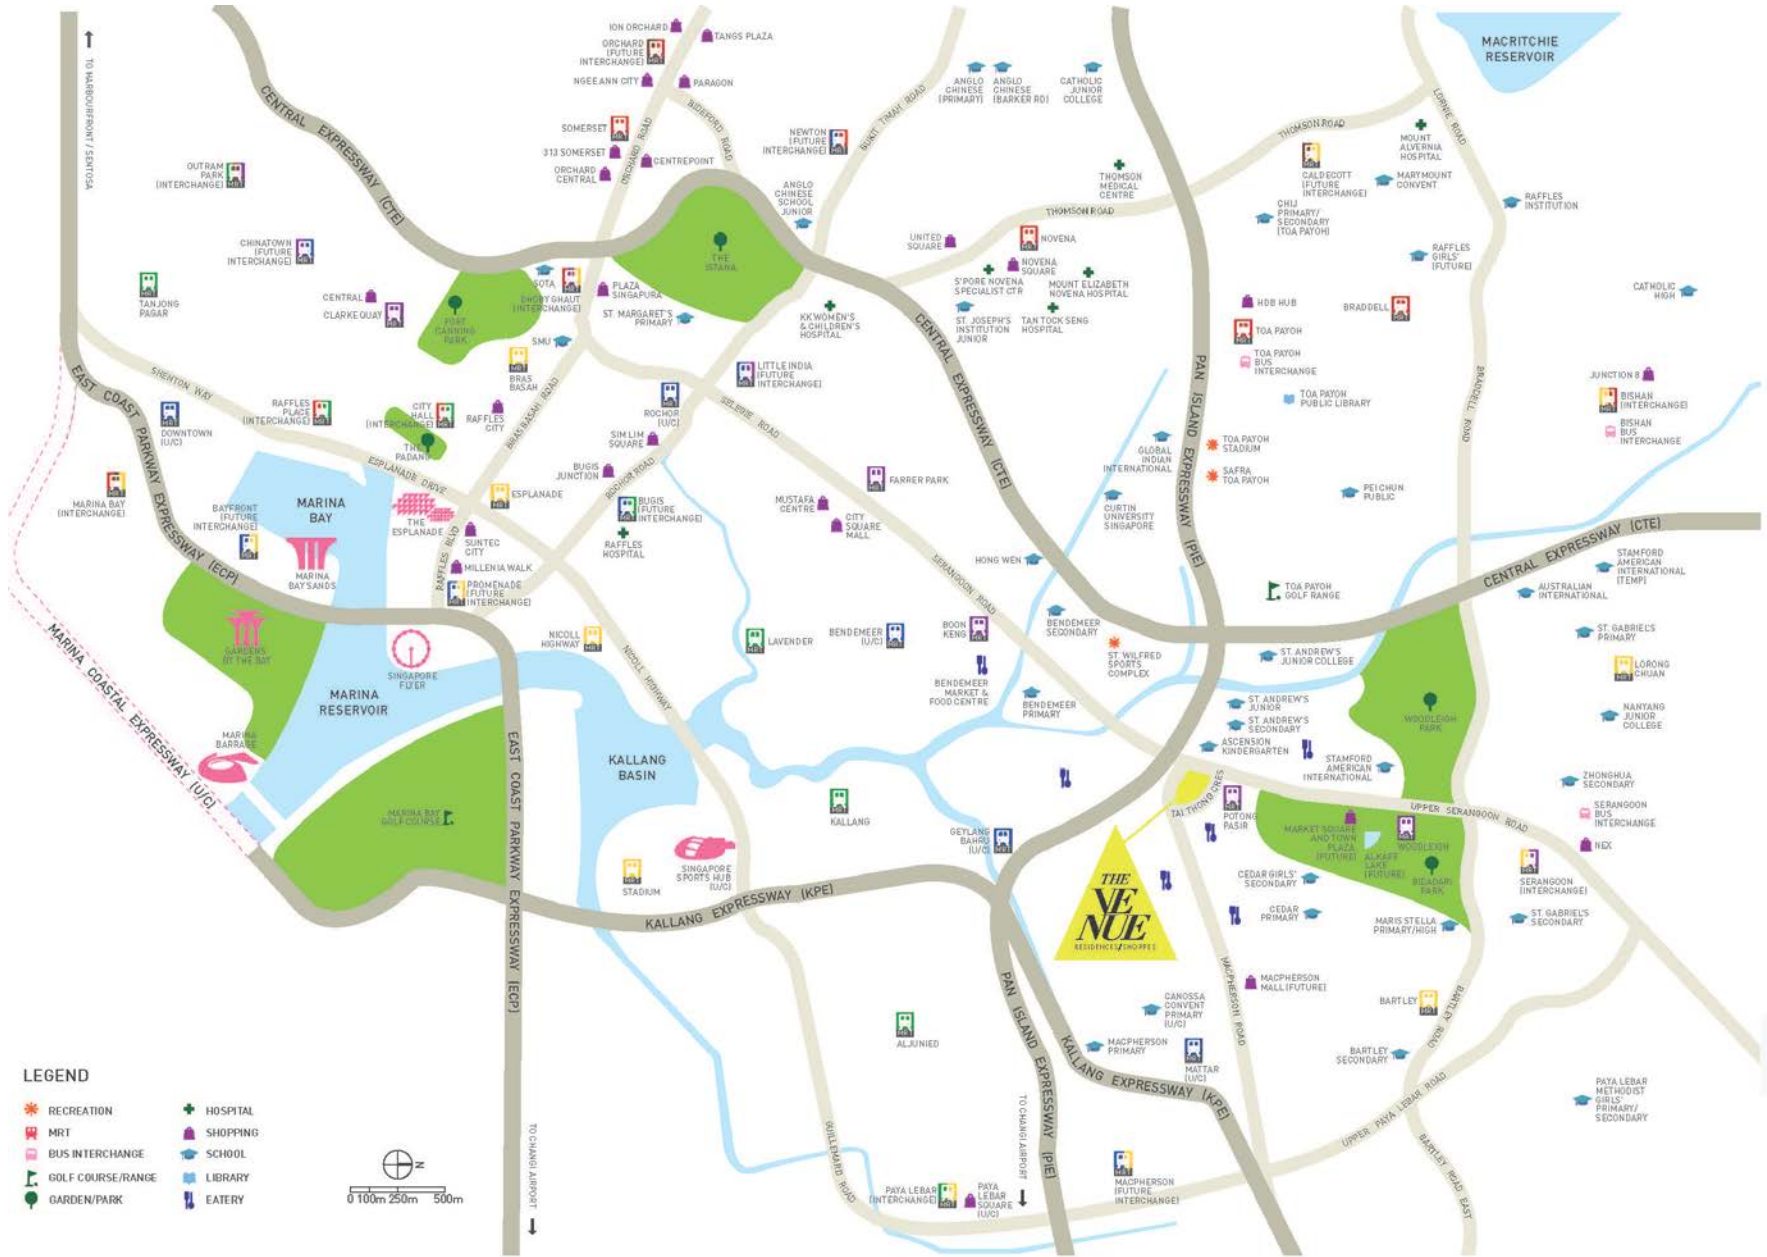 TO HARBOURFRONT / SENTOSA
CENTRAL EXPRESSWAY (CTE)
ION ORCHARD
TANGS PLAZA
ORCHARD
(FUTURE
INTERCHANGE)
NGEE ANN CITY
PARAGON
BIDEFORD ROAD
SOMERSET
313 SOMERSET
ORCHARD
CENTRAL
ORCHARD ROAD
CENTREPOINT
NEWTON
(FUTURE
INTERCHANGE)
BUKIT TIMAH ROAD
ANGLO
CHINESE
(PRIMARY)
ANGLO
CHINESE
(BARKER RD)
CATHOLIC
JUNIOR
COLLEGE
MACRITCHIE
RESERVOIR
LORNIE ROAD
THOMSON ROAD
MOUNT
ALVERNIA
HOSPITAL
CALDECOTT
(FUTURE
INTERCHANGE)
MARYMOUNT
CONVENT
THOMSON
MEDICAL
CENTRE
THOMSON ROAD
CHIJ
PRIMARY/
SECONDARY
(TOA PAYOH)
RAFFLES
INSTITUTION
RAFFLES
GIRLS'
(FUTURE)
CATHOLIC
HIGH
OUTRAM
PARK
(INTERCHANGE)
CHINATOWN
(FUTURE
INTERCHANGE)
TANJONG
PAGAR
CENTRAL
CLARKE QUAY
FORT
CANNING
PARK
SOTA
DHOBY GHAUT
(INTERCHANGE)
PLAZA
SINGAPURA
ST. MARGARET'S
PRIMARY
THE
ISTANA
ANGLO
CHINESE
SCHOOL
JUNIOR
KK WOMEN'S
& CHILDREN'S
HOSPITAL
UNITED
SQUARE
NOVENA
NOVENA
SQUARE
S'PORE NOVENA
SPECIALIST CTR
MOUNT ELIZABETH
NOVENA HOSPITAL
ST. JOSEPH'S
INSTITUTION
JUNIOR
TAN TOCK SENG
HOSPITAL
CENTRAL EXPRESSWAY (CTE)
PAN ISLAND EXPRESSWAY (PIE)
HDB HUB
TOA PAYOH
TOA PAYOH
BUS
INTERCHANGE
TOA PAYOH
PUBLIC LIBRARY
BRADDELL
BRADDELL ROAD
JUNCTION 8
BISHAN
(INTERCHANGE)
BISHAN
BUS
INTERCHANGE
SMU
BRAS
BASAH
BRAS BASAH ROAD
LITTLE INDIA
(FUTURE
INTERCHANGE)
ROCHOR
(U/C)
SELEGIE ROAD
SIM LIM
SQUARE
BUGIS
JUNCTION
ROCHOR ROAD
BUGIS
(FUTURE
INTERCHANGE)
RAFFLES
HOSPITAL
SHENTON WAY
RAFFLES
PLACE
(INTERCHANGE)
CITY
HALL
(INTERCHANGE)
RAFFLES
CITY
THE
PADANG
DOWNTOWN
(U/C)
EAST COAST PARKWAY EXPRESSWAY (ECP)
MARINA BAY
(INTERCHANGE)
BAYFRONT
(FUTURE
INTERCHANGE)
MARINA
BAY
ESPLANADE DRIVE
THE
ESPLANADE
ESPLANADE
SUNTEC
CITY
RAFFLES BLVD
MILLENIA WALK
PROMENADE
(FUTURE
INTERCHANGE)
MARINA
BAY SANDS
GARDENS
BY THE BAY
SINGAPORE
FLYER
MARINA
RESERVOIR
MARINA
BARRAGE
MARINA COASTAL EXPRESSWAY (U/C)
MARINA BAY
GOLF COURSE
NICOLL
HIGHWAY
NICOLL HIGHWAY
EAST COAST PARKWAY EXPRESSWAY (ECP)
KALLANG
BASIN
MUSTAFA
CENTRE
CITY
SQUARE
MALL
FARRER PARK
SERANGOON ROAD
LAVENDER
BENDEMEER
(U/C)
BOON
KENG
BENDEMEER
MARKET &
FOOD CENTRE
BENDEMEER
PRIMARY
HONG WEN
BENDEMEER
SECONDARY
GLOBAL
INDIAN
INTERNATIONAL
CURTIN
UNIVERSITY
SINGAPORE
TOA PAYOH
STADIUM
SAFRA
TOA PAYOH
PEI CHUN
PUBLIC
TOA PAYOH
GOLF RANGE
CENTRAL EXPRESSWAY (CTE)
STAMFORD
AMERICAN
INTERNATIONAL
(TEMP)
AUSTRALIAN
INTERNATIONAL
ST. GABRIEL'S
PRIMARY
LORONG
CHUAN
NANYANG
JUNIOR
COLLEGE
ST. WILFRED
SPORTS
COMPLEX
ST. ANDREW'S
JUNIOR COLLEGE
ST. ANDREW'S
JUNIOR
ST. ANDREW'S
SECONDARY
ASCENSION
KINDERGARTEN
STAMFORD
AMERICAN
INTERNATIONAL
WOODLEIGH
PARK
ZHONGHUA
SECONDARY
SERANGOON
BUS
INTERCHANGE
NEX
UPPER SERANGOON ROAD
TAI THONG CRES
POTONG
PASIR
MARKET SQUARE
AND TOWN
PLAZA
(FUTURE)
ALKAFF
LAKE
(FUTURE)
WOODLEIGH
BIDADARI
PARK
SERANGOON
(INTERCHANGE)
ST. GABRIEL'S
SECONDARY
CEDAR GIRLS'
SECONDARY
CEDAR
PRIMARY
MARIS STELLA
PRIMARY/HIGH
KALLANG
GEYLANG
BAHRU
(U/C)
STADIUM
SINGAPORE
SPORTS HUB
(U/C)
KALLANG EXPRESSWAY (KPE)
THE
VE
NUE
RESIDENCES/SHOPPES
MACPHERSON ROAD
MACPHERSON
MALL (FUTURE)
BARTLEY
BARTLEY ROAD
BARTLEY
SECONDARY
CANOSSA
CONVENT
PRIMARY
(U/C)
MACPHERSON
PRIMARY
MATTAR
(U/C)
PAN ISLAND EXPRESSWAY (PIE)
KALLANG EXPRESSWAY (KPE)
ALJUNIED
GUILLEMARD ROAD
TO CHANGI AIRPORT
TO CHANGI AIRPORT
PAYA LEBAR
(INTERCHANGE)
PAYA
LEBAR
SQUARE
(U/C)
MACPHERSON
(FUTURE
INTERCHANGE)
UPPER PAYA LEBAR ROAD
BARTLEY ROAD EAST
PAYA LEBAR
METHODIST
GIRLS'
PRIMARY/
SECONDARY
LEGEND
RECREATION
MRT
BUS INTERCHANGE
GOLF COURSE/RANGE
GARDEN/PARK
HOSPITAL
SHOPPING
SCHOOL
LIBRARY
EATERY
N
0 100m 250m 500m